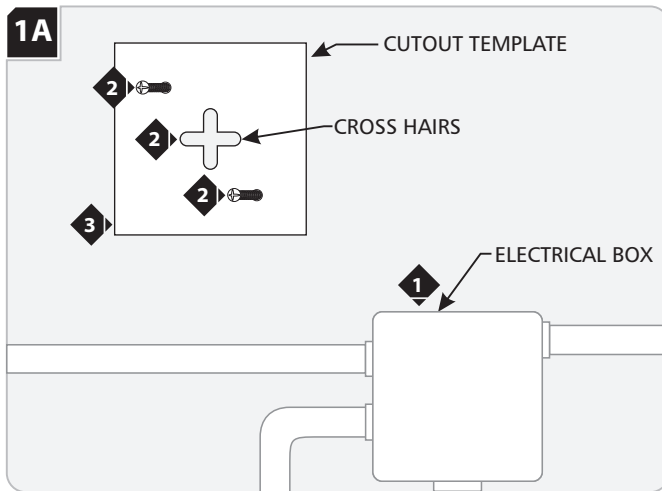 1A
CUTOUT TEMPLATE
2
2
CROSS HAIRS
2
3
ELECTRICAL BOX
1